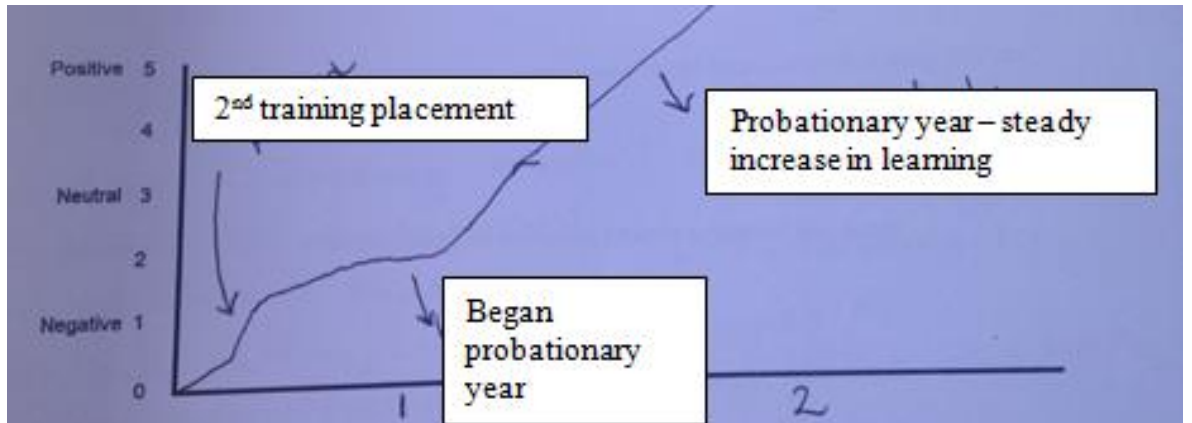 Positive 5
2nd training placement
4
Probationary year – steady
increase in learning
Neutral 3
2
Negative 1
Began
probationary
year
0
1
2